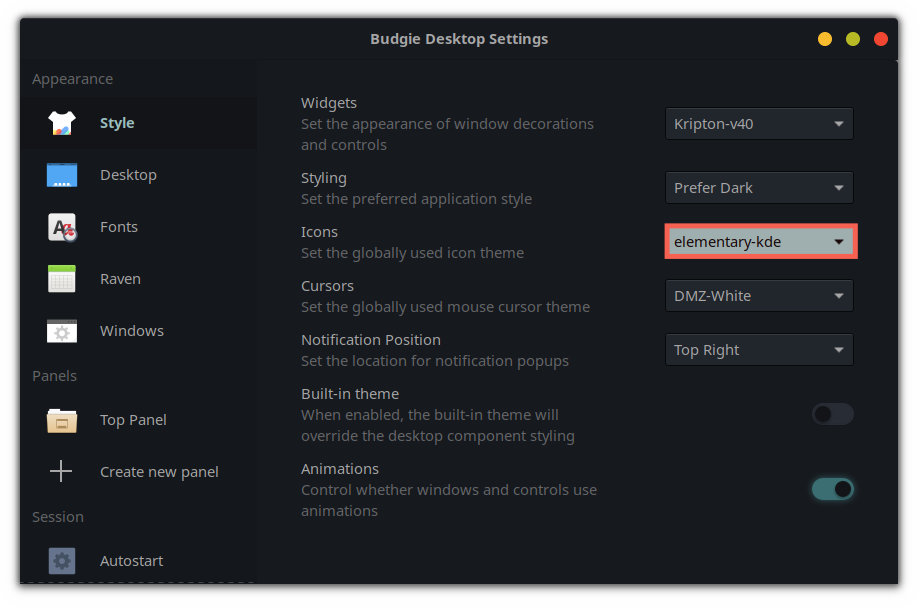 Budgie Desktop Settings
Appearance
Style
Desktop
Fonts
Raven
Windows
Panels
Top Panel
Create new panel
Session
Autostart
Widgets
Set the appearance of window decorations
and controls
Kripton-v40
Styling
Set the preferred application style
Prefer Dark
Icons
Set the globally used icon theme
elementary-kde
Cursors
Set the globally used mouse cursor theme
DMZ-White
Notification Position
Set the location for notification popups
Top Right
Built-in theme
When enabled, the built-in theme will
override the desktop component styling
Animations
Control whether windows and controls use
animations